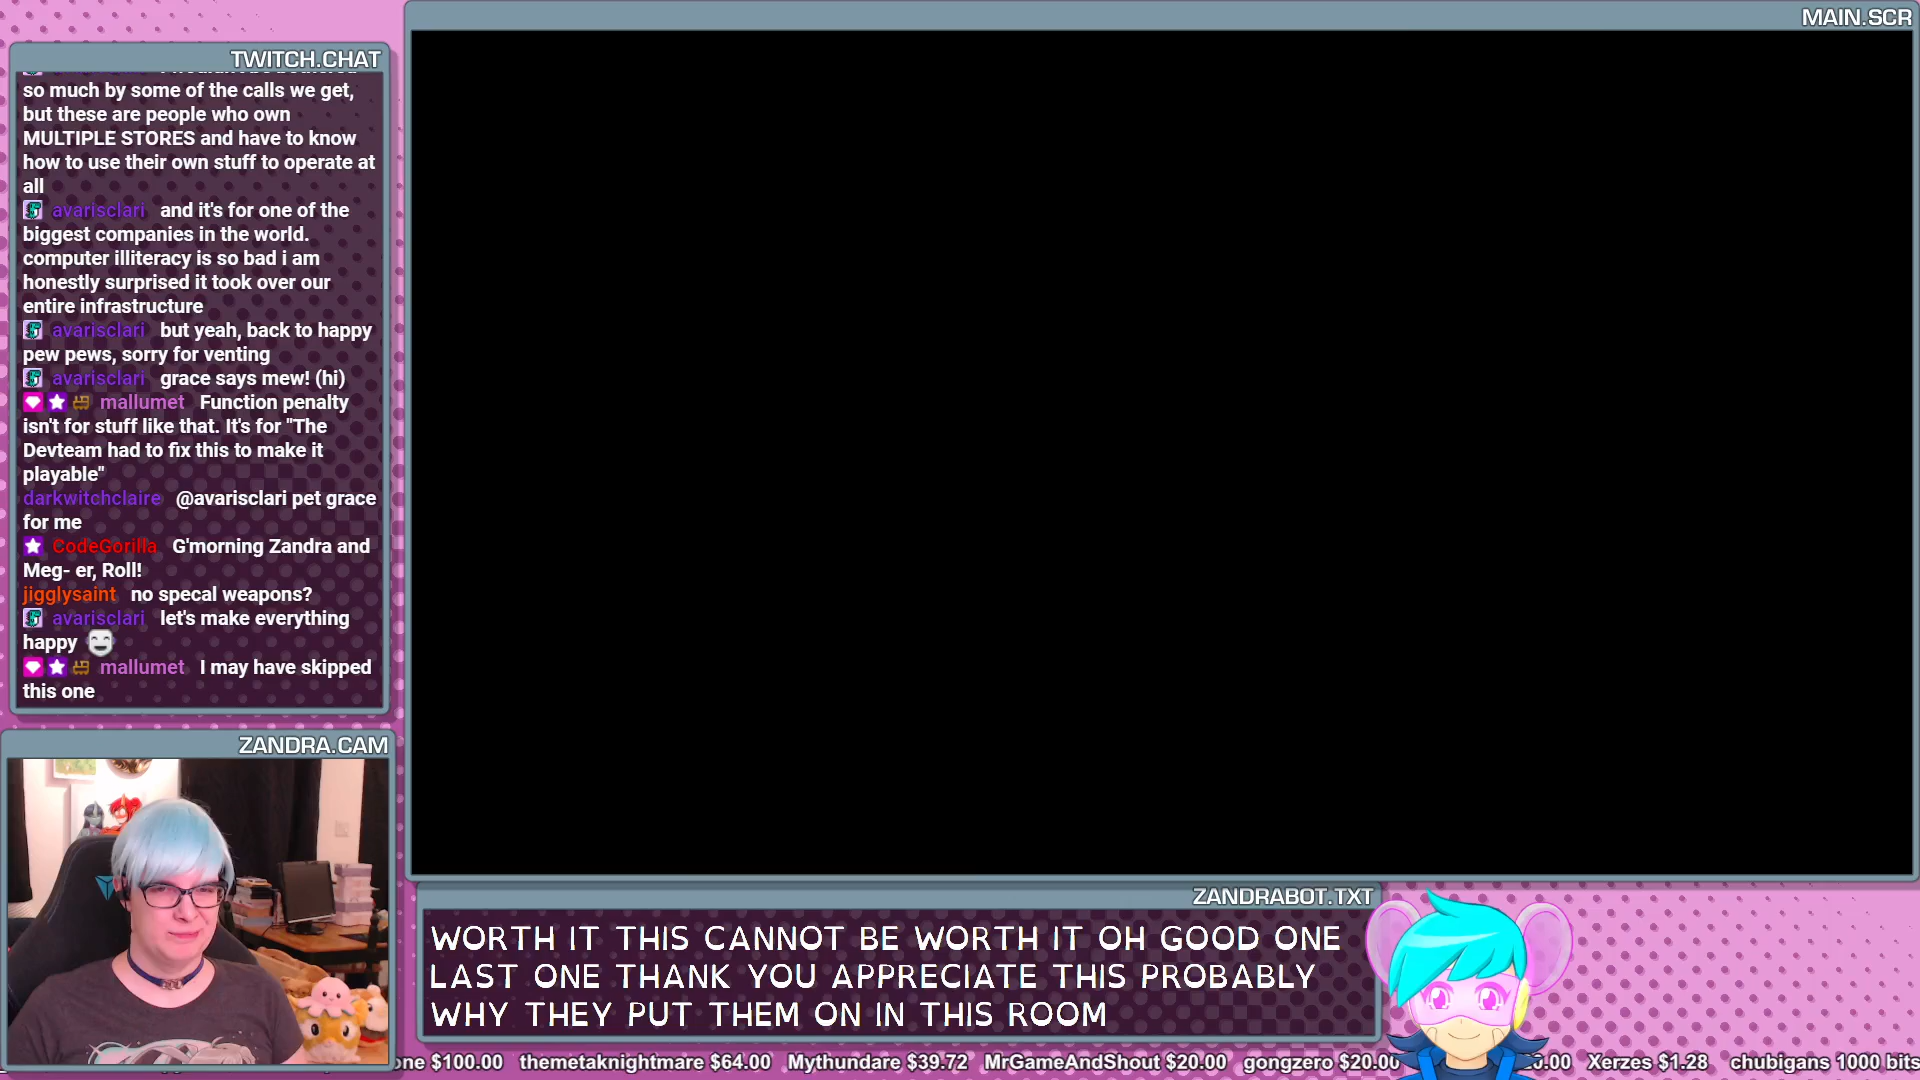 MAIN.SCR
TWITCH.CHAT
so much by some of the calls we get,
but these are people who own
MULTIPLE STORES and have to know
how to use their own stuff to operate at
all
avarisclari and it's for one of the
biggest companies in the world.
computer illiteracy is so bad i am
honestly surprised it took over our
entire infrastructure
avarisclari but yeah, back to happy
pew pews, sorry for venting
avarisclari grace says mew! (hi)
mallumet Function penalty
isn't for stuff like that. It's for "The
Devteam had to fix this to make it
playable"
darkwitchclaire @avarisclari pet grace
for me
CodeGorilla G'morning Zandra and
Meg- er, Roll!
jigglysaint no specal weapons?
avarisclari let's make everything
happy
mallumet I may have skipped
this one
ZANDRA.CAM
ZANDRABOT.TXT
WORTH IT THIS CANNOT BE WORTH IT OH GOOD ONE
LAST ONE THANK YOU APPRECIATE THIS PROBABLY
WHY THEY PUT THEM ON IN THIS ROOM
one $100.00 themetaknightmare $64.00 Mythundare $39.72 MrGameAndShout $20.00 gongzero $20.00 0.00 Xerzes $1.28 chubigans 1000 bits